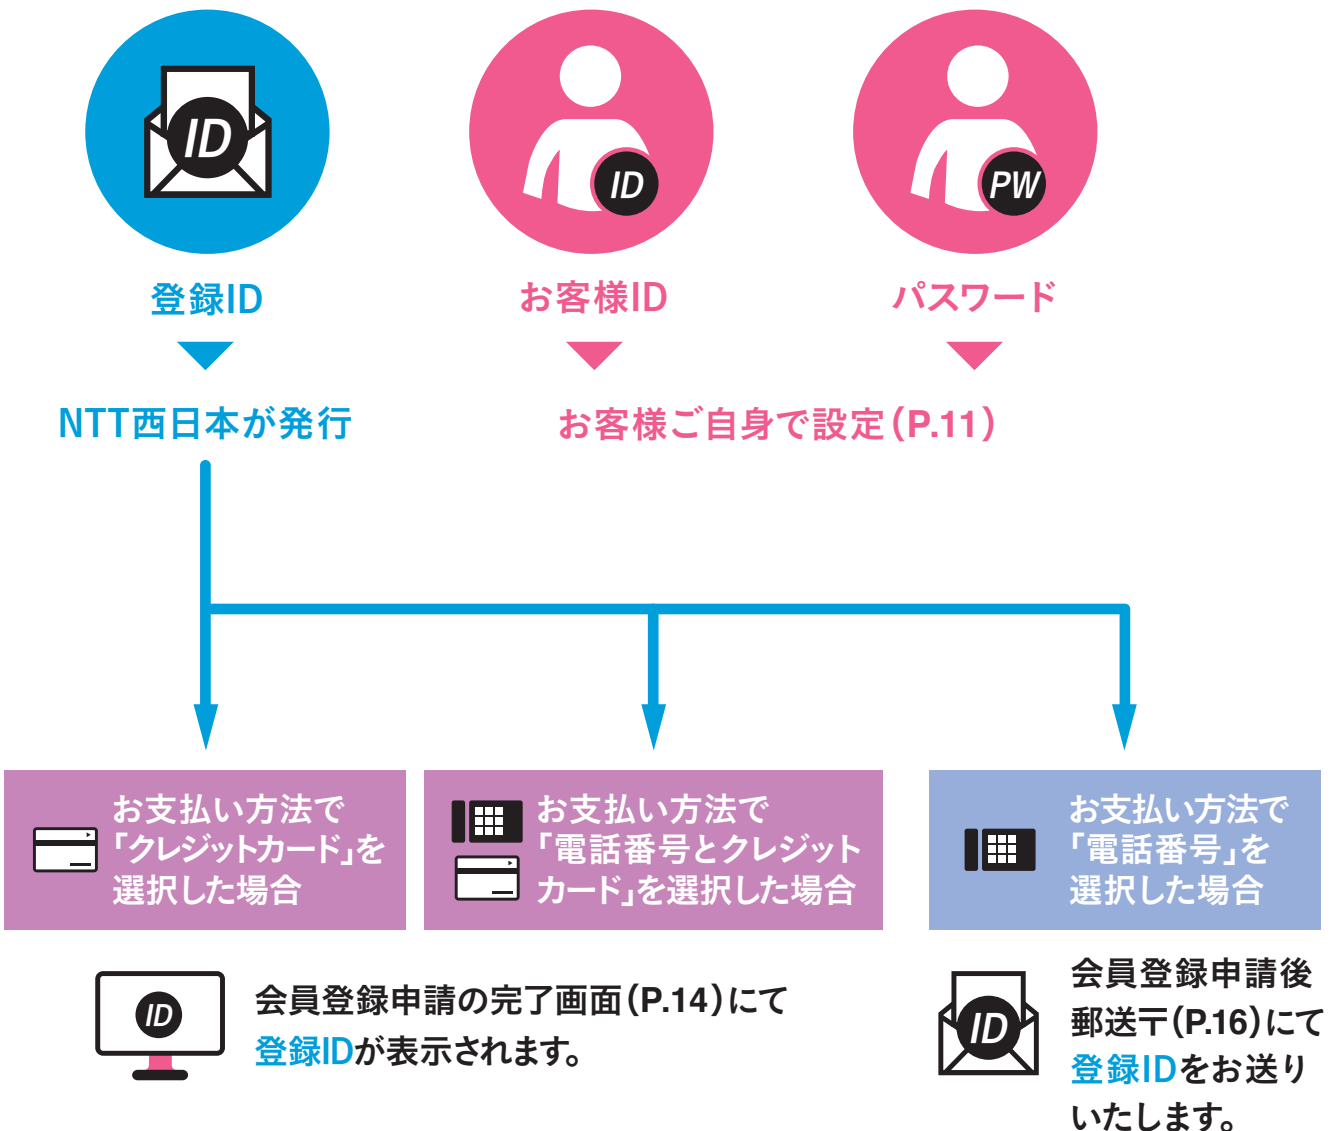 ID
ID
PW
登録ID
お客様ID
パスワード
NTT西日本が発行
お客様ご自身で設定（P.11）
お支払い方法で
「クレジットカード」を
選択した場合
お支払い方法で
「電話番号とクレジット
カード」を選択した場合
お支払い方法で
「電話番号」を
選択した場合
ID
会員登録申請の完了画面（P.14）にて
登録IDが表示されます。
ID
会員登録申請後
郵送〒（P.16）にて
登録IDをお送り
いたします。